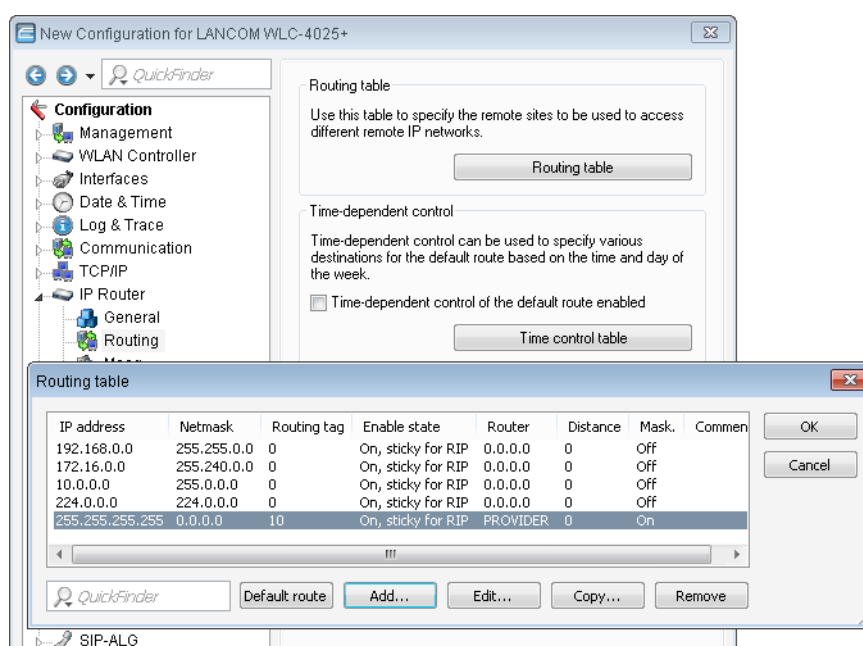 New Configuration for LANCOM WLC-4025+
QuickFinder
Configuration
Management
WLAN Controller
Interfaces
Date & Time
Log & Trace
Communication
TCP/IP
IP Router
General
Routing
Routing table
Use this table to specify the remote sites to be used to access
different remote IP networks.
Routing table
Time-dependent control
Time-dependent control can be used to specify various
destinations for the default route based on the time and day of
the week.
Time-dependent control of the default route enabled
Time control table
Routing table
IP address Netmask Routing tag Enable state Router Distance Mask. Commen
192.168.0.0 255.255.0.0 0 On, sticky for RIP 0.0.0.0 0 Off
172.16.0.0 255.240.0.0 0 On, sticky for RIP 0.0.0.0 0 Off
10.0.0.0 255.0.0.0 0 On, sticky for RIP 0.0.0.0 0 Off
224.0.0.0 224.0.0.0 0 On, sticky for RIP 0.0.0.0 0 Off
255.255.255.255 0.0.0.0 10 On, sticky for RIP PROVIDER 0 On
OK
Cancel
QuickFinder
Default route
Add...
Edit...
Copy...
Remove
SIP-ALG